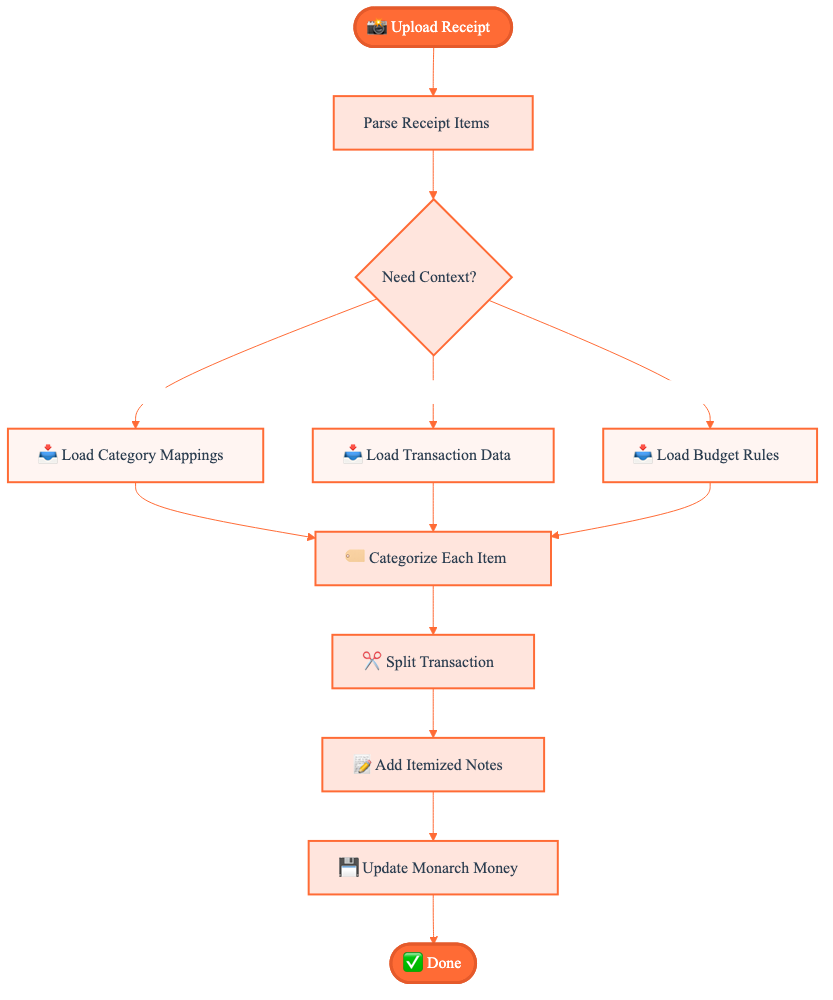 📸 Upload Receipt
Parse Receipt Items
Need Context?
📥 Load Category Mappings
📥 Load Transaction Data
📥 Load Budget Rules
🏷️ Categorize Each Item
✂️ Split Transaction
📝 Add Itemized Notes
💾 Update Monarch Money
✅ Done